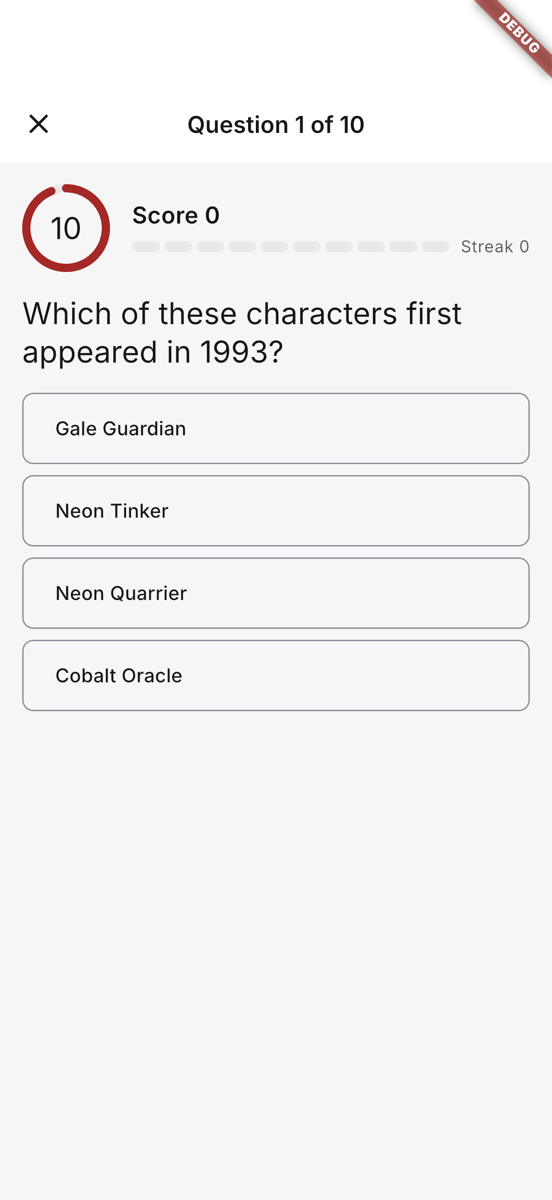 DEBUG
Question 1 of 10
10
Score 0
Streak 0
Which of these characters first
appeared in 1993?
Gale Guardian
Neon Tinker
Neon Quarrier
Cobalt Oracle